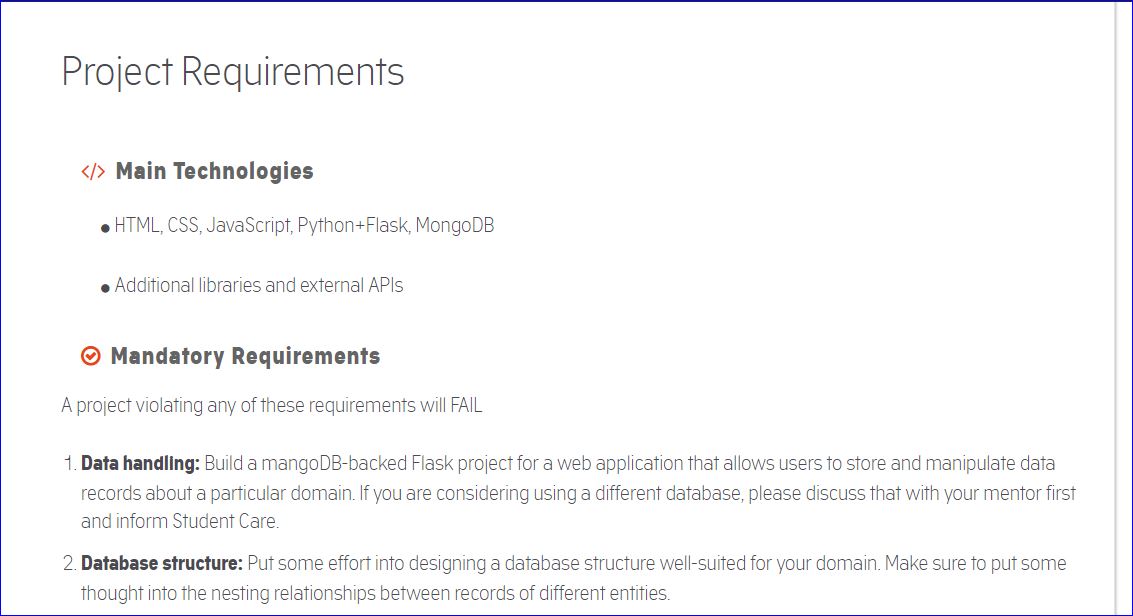 Project Requirements
</> Main Technologies
● HTML, CSS, JavaScript, Python+Flask, MongoDB
● Additional libraries and external APIs
Mandatory Requirements
A project violating any of these requirements will FAIL
1. Data handling: Build a mangoDB-backed Flask project for a web application that allows users to store and manipulate data
records about a particular domain. If you are considering using a different database, please discuss that with your mentor first
and inform Student Care.
2. Database structure: Put some effort into designing a database structure well-suited for your domain. Make sure to put some
thought into the nesting relationships between records of different entities.